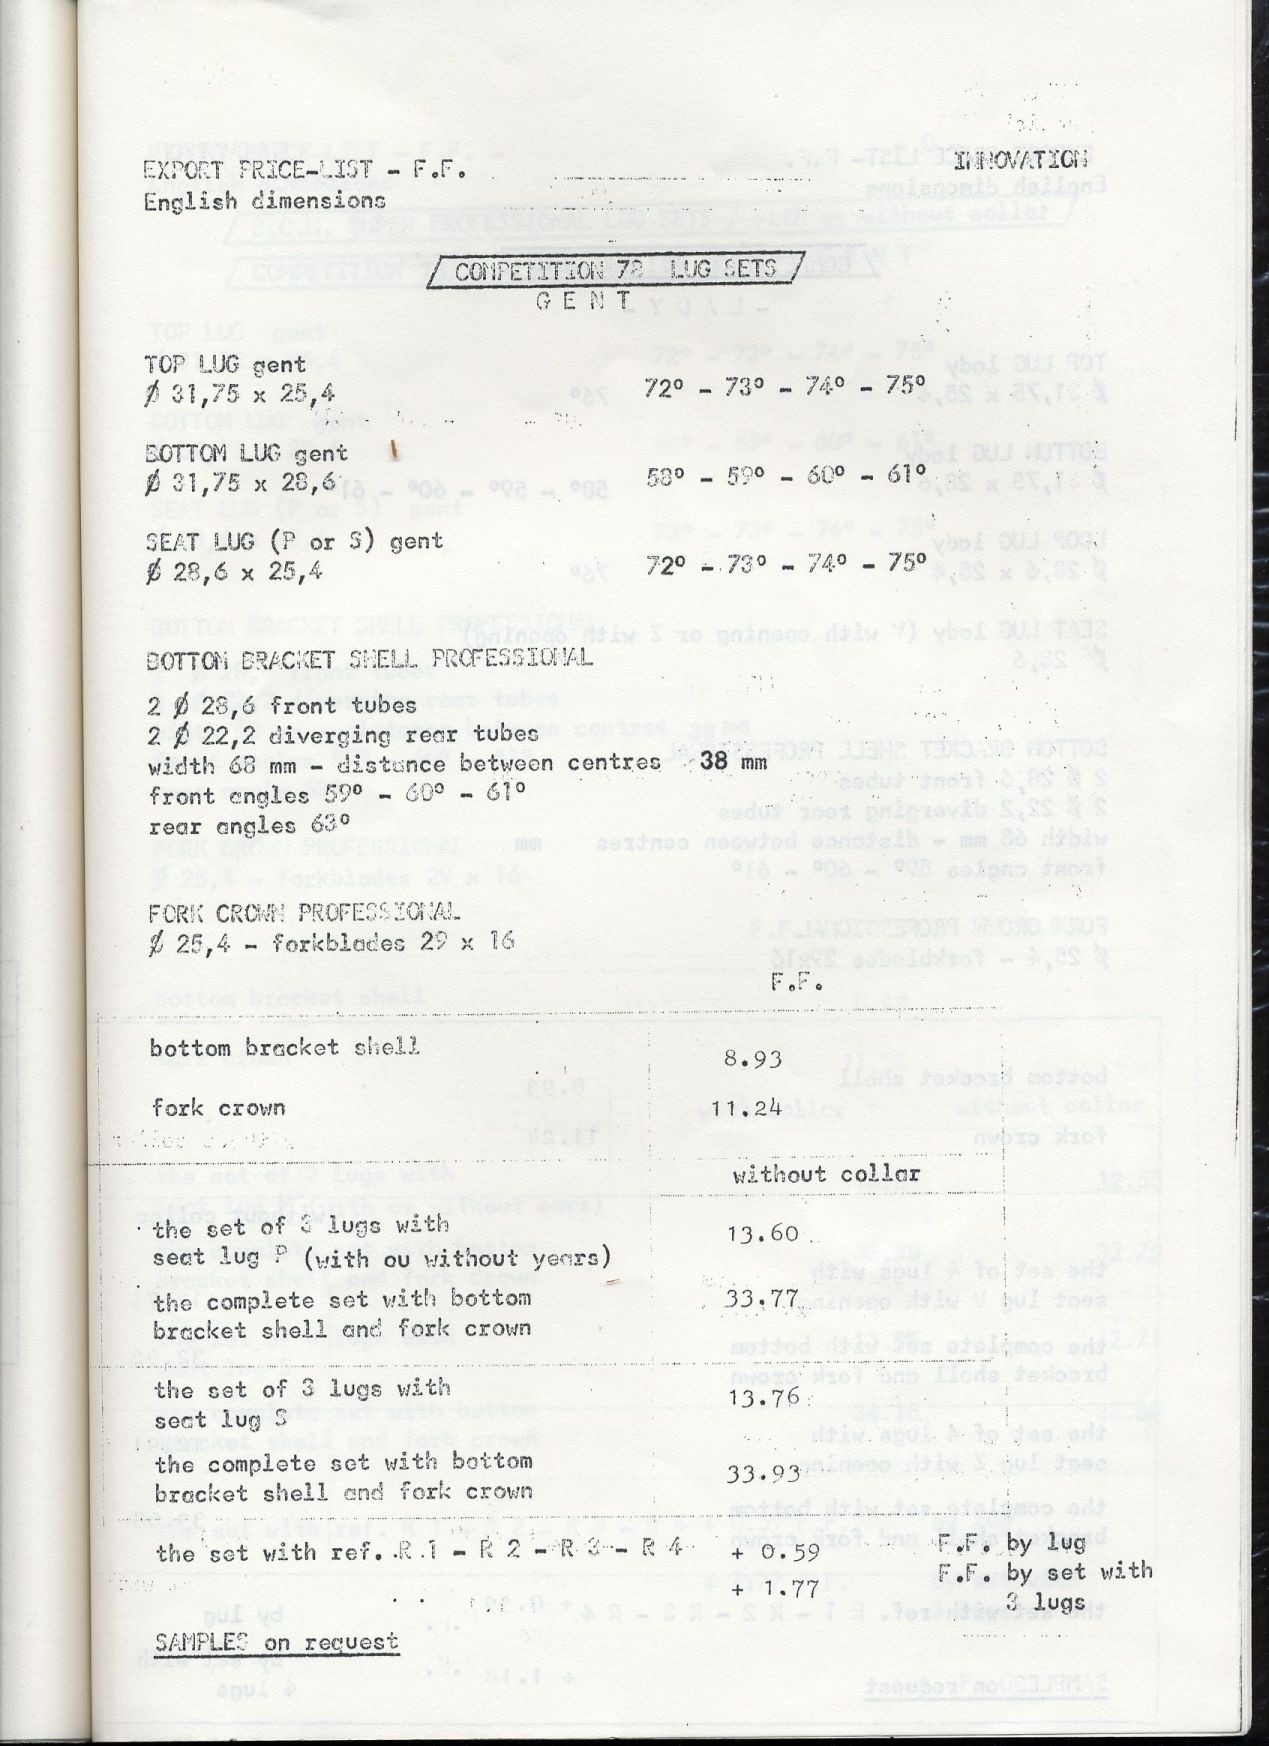 EXPORT PRICE-LIST - F.F.
INNOVATION
English dimensions
COMPETITION 78 LUG SETS
GENT
TOP LUG gent
ø 31,75 x 25,4
72° - 73° - 74° - 75°
BOTTOM LUG gent
ø 31,75 x 28,6
58° - 59° - 60° - 61°
SEAT LUG (P or S) gent
ø 28,6 x 25,4
72° - 73° - 74° - 75°
BOTTOM BRACKET SHELL PROFESSIONAL
2 ø 28,6 front tubes
2 ø 22,2 diverging rear tubes
width 68 mm - distance between centres 38 mm
front angles 59° - 60° - 61°
rear angles 63°
FORK CROWN PROFESSIONAL
ø 25,4 - forkblades 29 x 16
F.F.
bottom bracket shell 8.93
fork crown 11.24
without collar
the set of 3 lugs with 13.60
seat lug P (with ou without years)
the complete set with bottom 33.77
bracket shell and fork crown
the set of 3 lugs with 13.76
seat lug S
the complete set with bottom 33.93
bracket shell and fork crown
the set with ref. R 1 - R 2 - R 3 - R 4 + 0.59 F.F. by lug
+ 1.77 F.F. by set with
3 lugs
SAMPLES on request